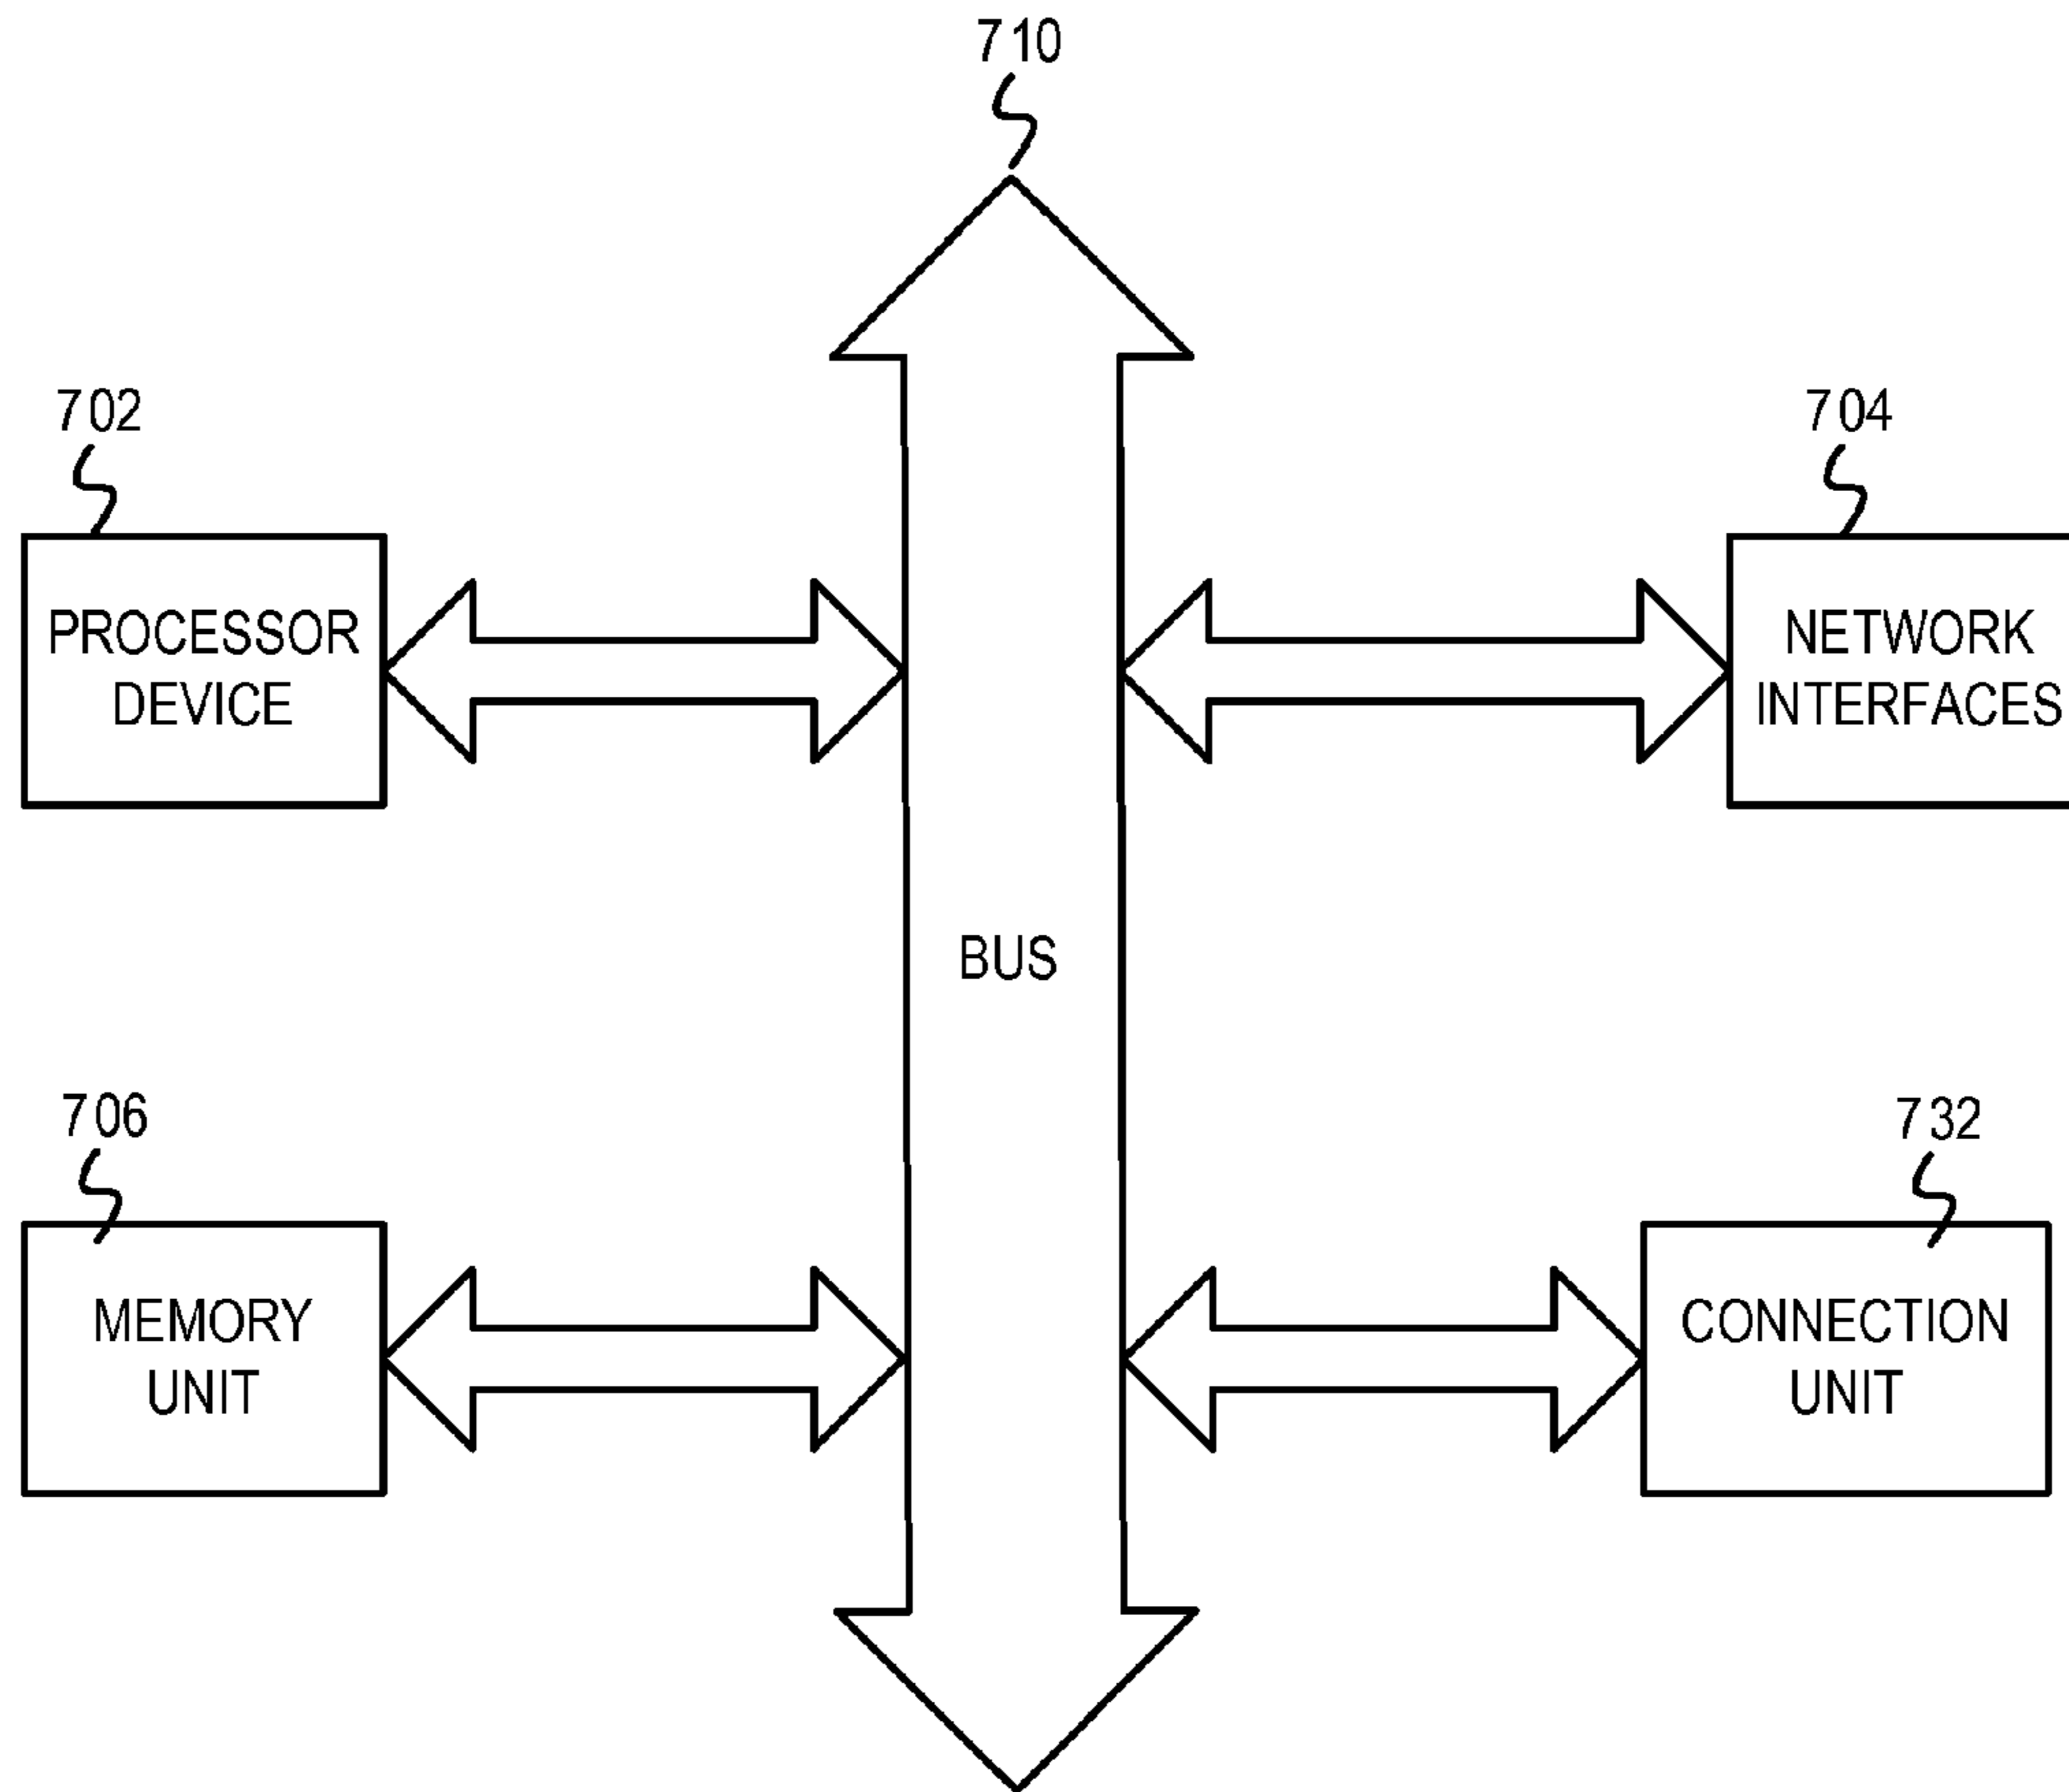 710
702
704
PROCESSOR
DEVICE
NETWORK
INTERFACES
BUS
706
732
MEMORY
UNIT
CONNECTION
UNIT